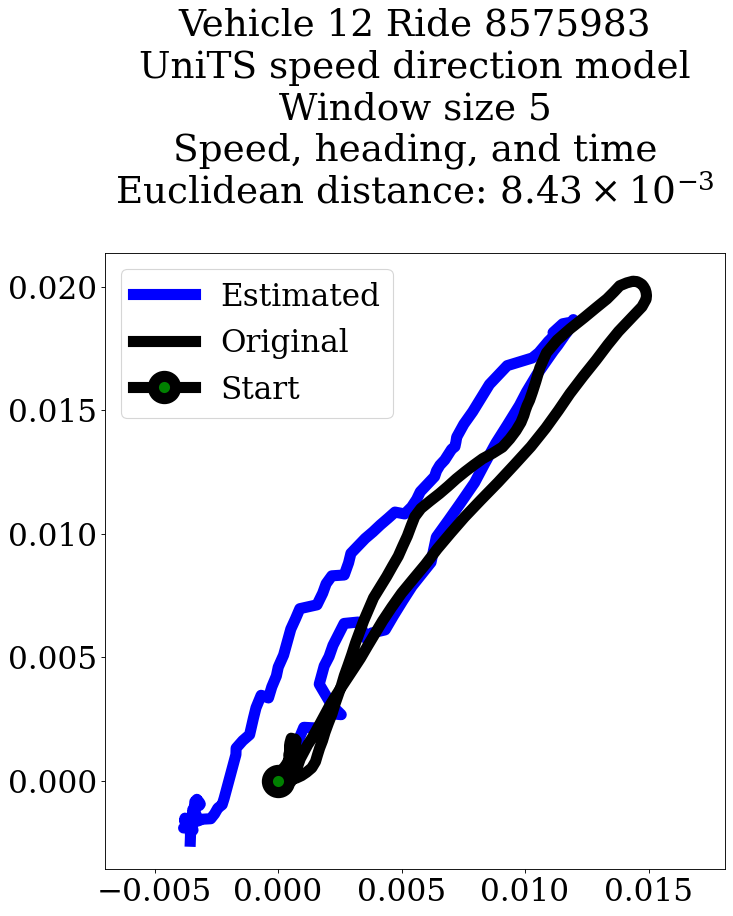 Vehicle 12 Ride 8575983
UniTS speed direction model
Window size 5
Speed, heading, and time
Euclidean distance: 8.43 × 10⁻³
Estimated
Original
Start
0.020
0.015
0.010
0.005
0.000
−0.005 0.000 0.005 0.010 0.015